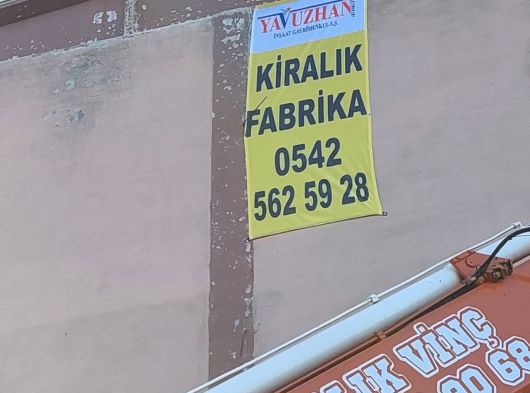 YAVUZHAN
İNŞAAT GAYRİMENKUL A.Ş.
KİRALIK
FABRİKA
0542
562 59 28
VİNÇ